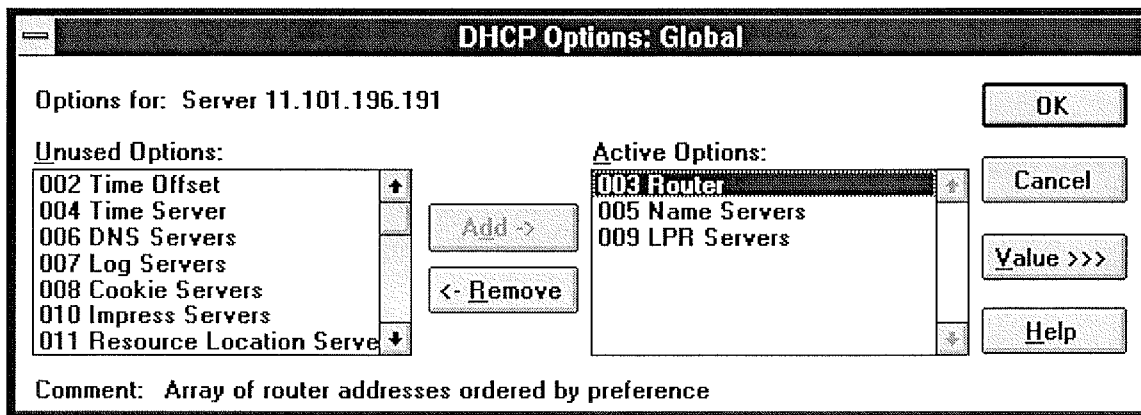 DHCP Options: Global
Options for: Server 11.101.196.191
OK
Unused Options:
002 Time Offset
004 Time Server
006 DNS Servers
007 Log Servers
008 Cookie Servers
010 Impress Servers
011 Resource Location Serve
Add ->
<- Remove
Active Options:
003 Router
005 Name Servers
009 LPR Servers
Cancel
Value >>>
Help
Comment: Array of router addresses ordered by preference